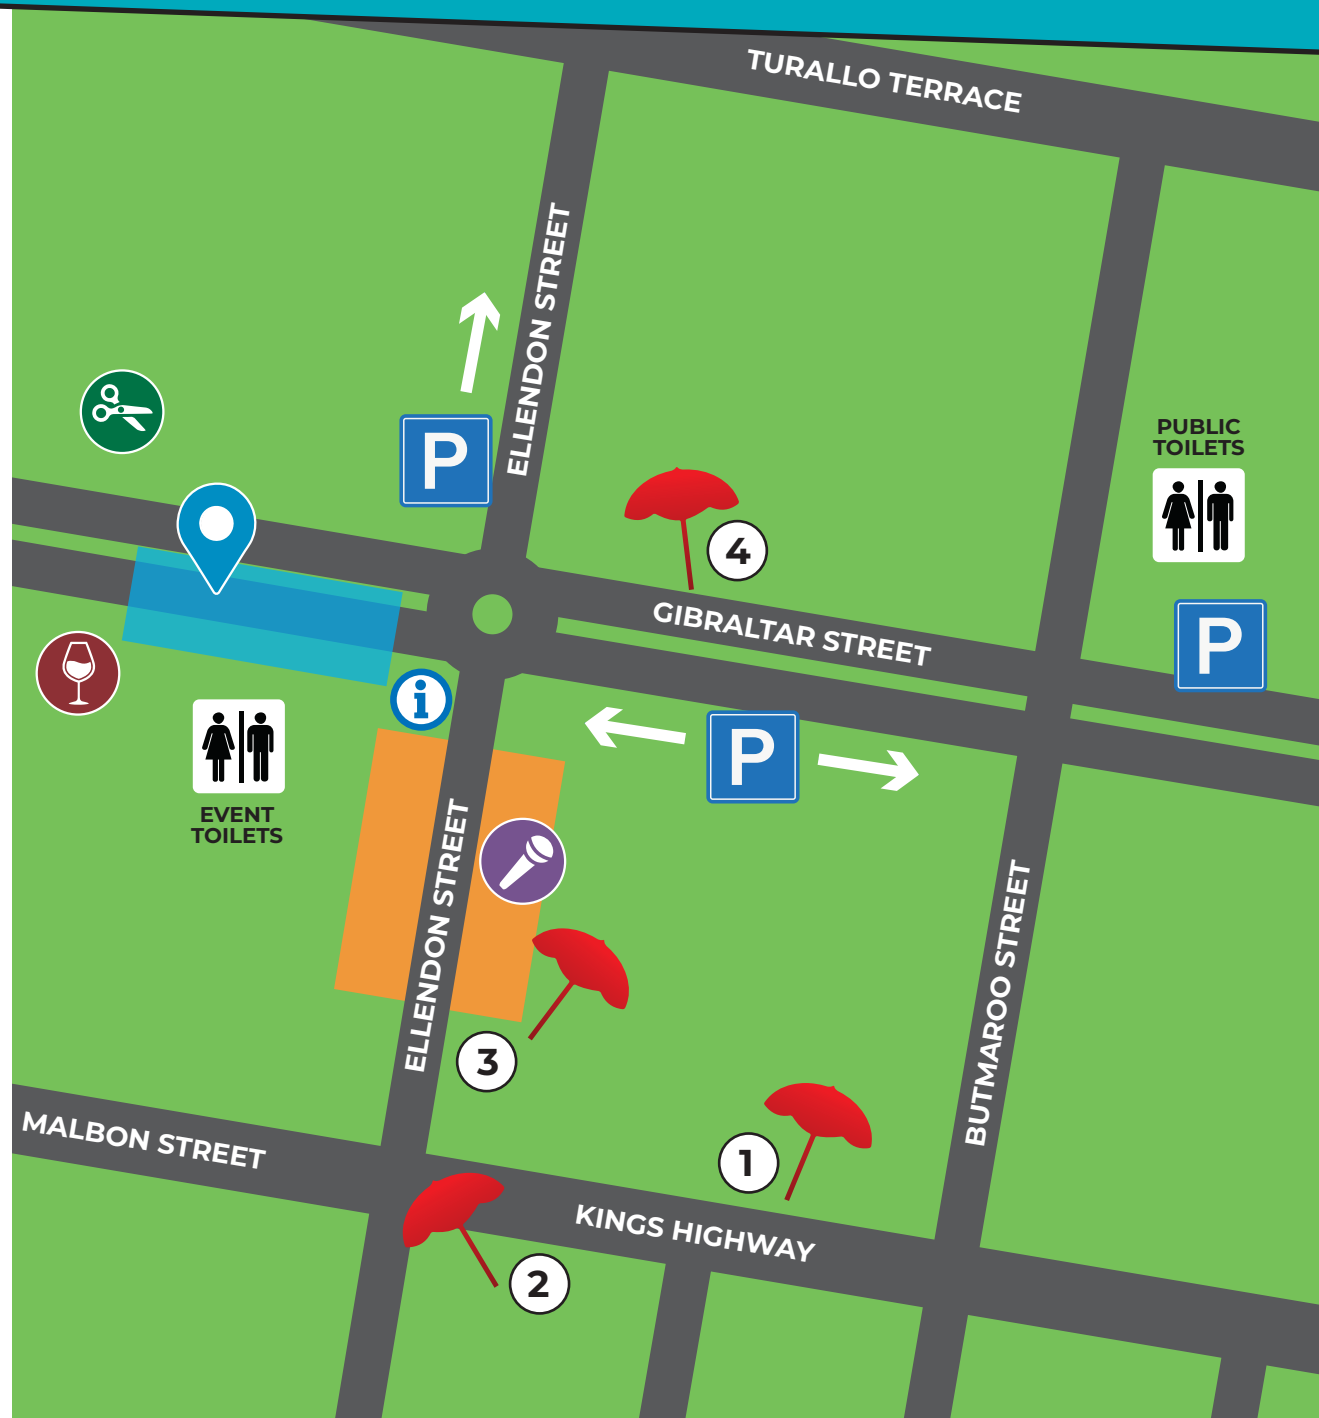 TURALLO TERRACE
ELLENDON STREET
PUBLIC
TOILETS
P
4
GIBRALTAR STREET
P
i
P
EVENT
TOILETS
ELLENDON STREET
BUTMAROO STREET
3
MALBON STREET
1
KINGS HIGHWAY
2